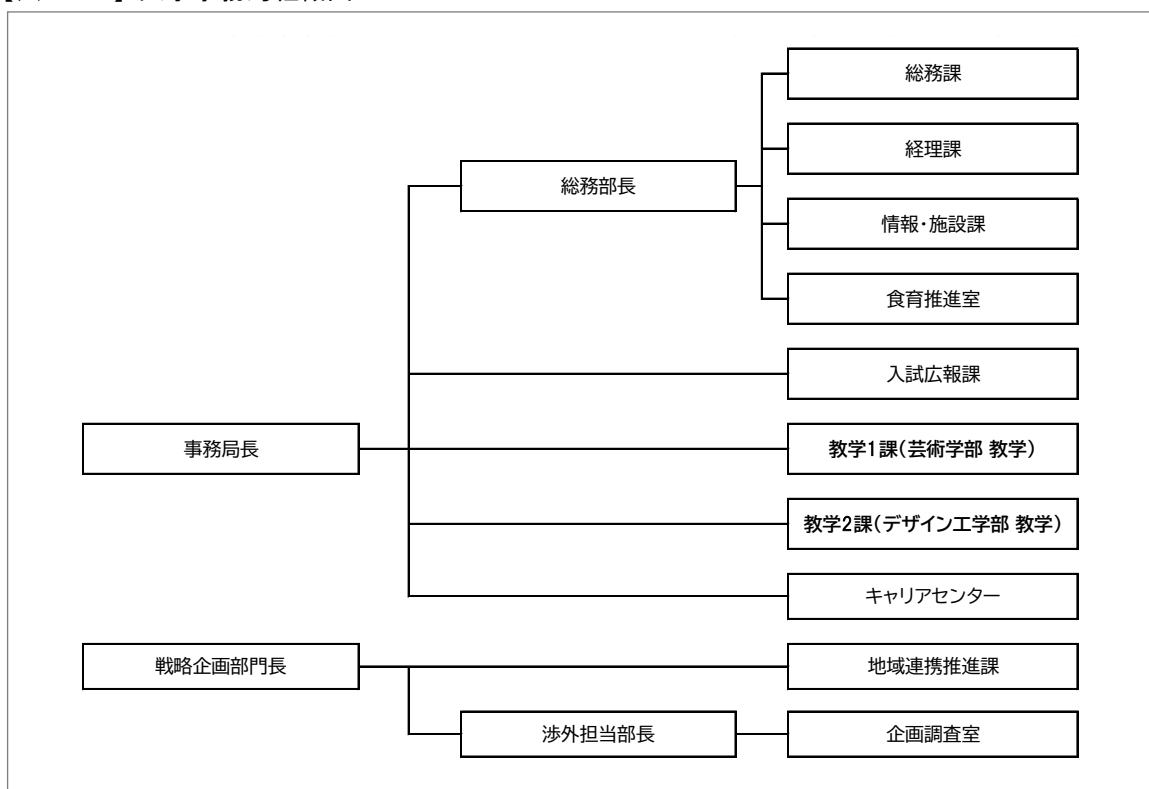 総務課
経理課
総務部長
情報・施設課
食育推進室
入試広報課
事務局長
教学1課(芸術学部 教学)
教学2課(デザイン工学部 教学)
キャリアセンター
戦略企画部門長
地域連携推進課
渉外担当部長
企画調査室